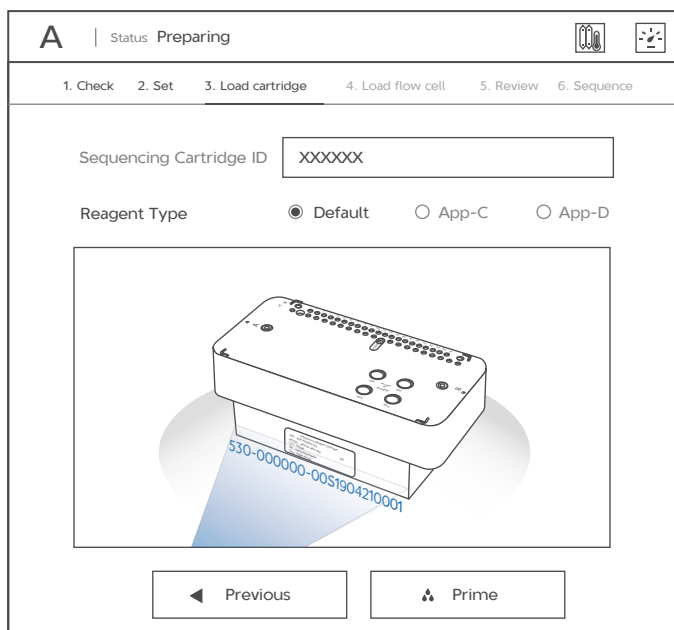 A | Status Preparing
1. Check 2. Set 3. Load cartridge 4. Load flow cell 5. Review 6. Sequence
Sequencing Cartridge ID XXXXXX
Reagent Type Default App-C App-D
530-000000-00S1904210001
Previous Prime